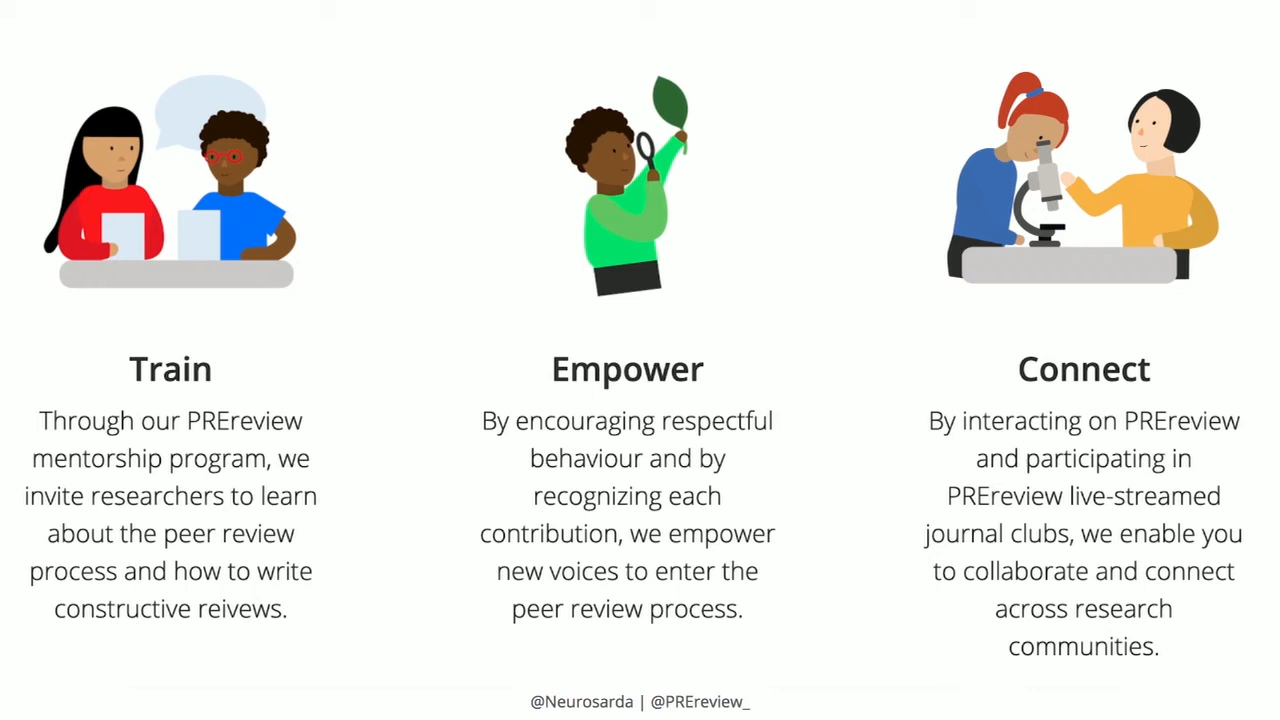 Train
Through our PREreview
mentorship program, we
invite researchers to learn
about the peer review
process and how to write
constructive reivews.
Empower
By encouraging respectful
behaviour and by
recognizing each
contribution, we empower
new voices to enter the
peer review process.
Connect
By interacting on PREreview
and participating in
PREreview live-streamed
journal clubs, we enable you
to collaborate and connect
across research
communities.
@Neurosarda | @PREreview_